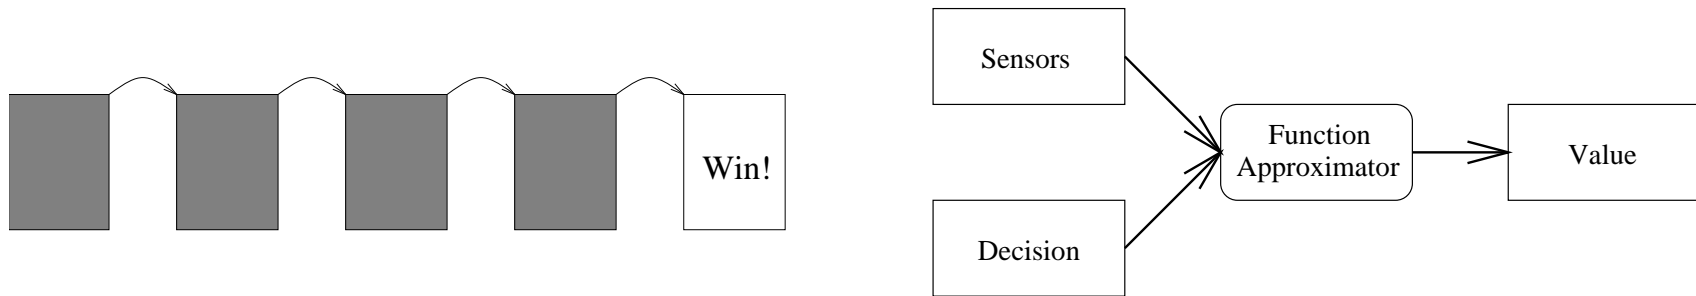 Win!
Sensors
Decision
Function
Approximator
Value